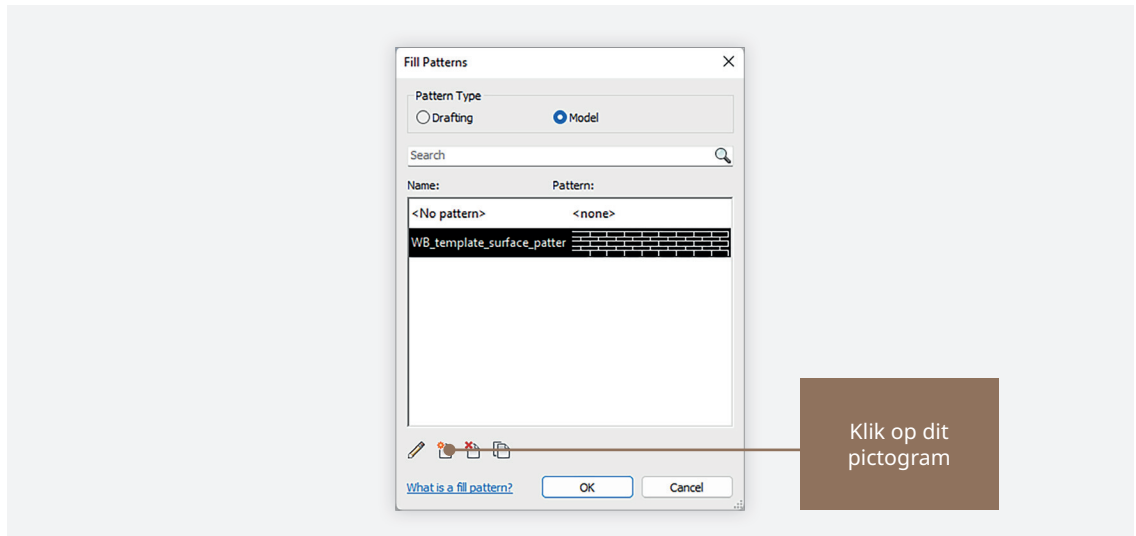 Fill Patterns
Pattern Type
Drafting
Model
Search
Name:
Pattern:
<No pattern>
<none>
WB_template_surface_patter
Klik op dit
pictogram
What is a fill pattern?
OK
Cancel